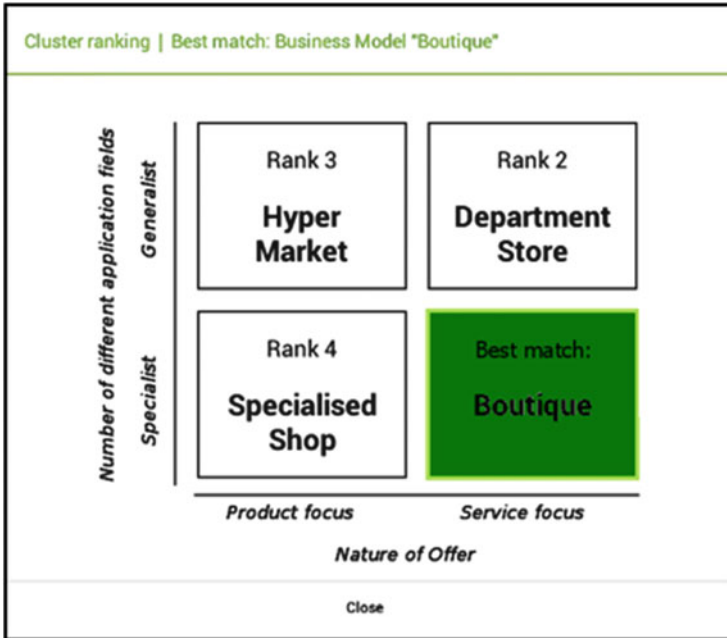 Cluster ranking | Best match: Business Model "Boutique"
Number of different application fields
Generalist
Specialist
Rank 3
Hyper
Market
Rank 2
Department
Store
Rank 4
Specialised
Shop
Best match:
Boutique
Product focus
Service focus
Nature of Offer
Close